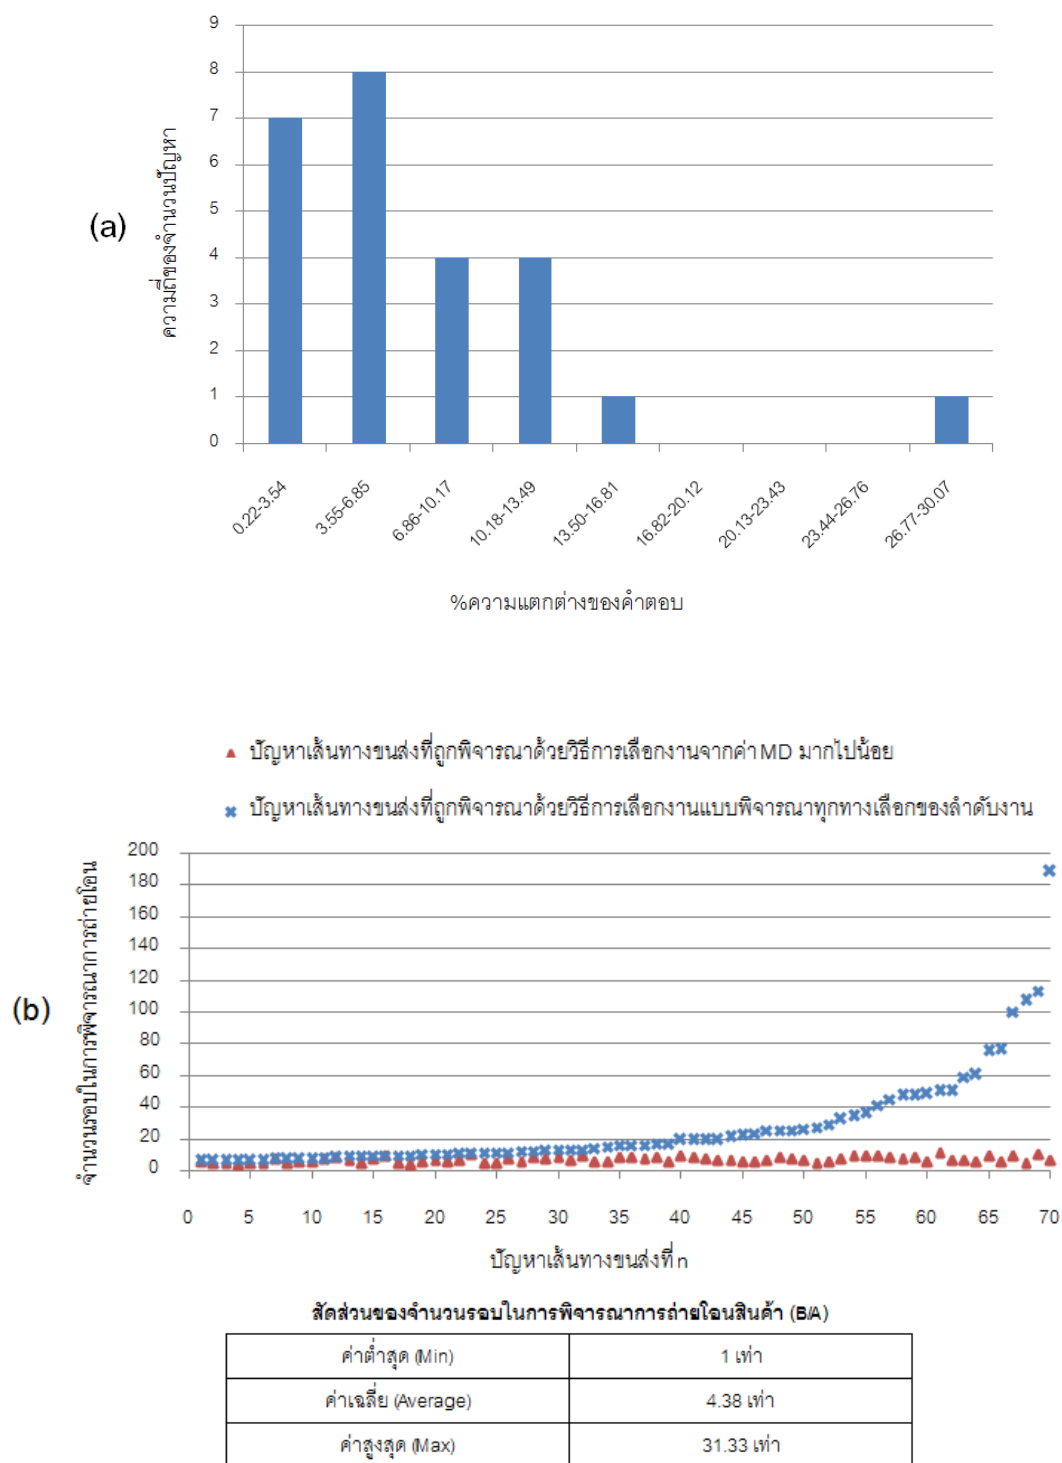 (a)
ความถี่ของจำนวนปัญหา
9
8
7
6
5
4
3
2
1
0
0.22-3.54
3.55-6.85
6.86-10.17
10.18-13.49
13.50-16.81
16.82-20.12
20.13-23.43
23.44-26.76
26.77-30.07
%ความแตกต่างของคำตอบ
ปัญหาเส้นทางขนส่งที่ถูกพิจารณาด้วยวิธีการเลือกงานจากค่า MD มากไปน้อย
ปัญหาเส้นทางขนส่งที่ถูกพิจารณาด้วยวิธีการเลือกงานแบบพิจารณาทุกทางเลือกของลำดับงาน
(b)
จำนวนรอบในการพิจารณาการถ่ายโอน
200
180
160
140
120
100
80
60
40
20
0
0 5 10 15 20 25 30 35 40 45 50 55 60 65 70
ปัญหาเส้นทางขนส่งที่ n
สัดส่วนของจำนวนรอบในการพิจารณาการถ่ายโอนสินค้า (B/A)
ค่าต่ำสุด (Min) 1 เท่า
ค่าเฉลี่ย (Average) 4.38 เท่า
ค่าสูงสุด (Max) 31.33 เท่า